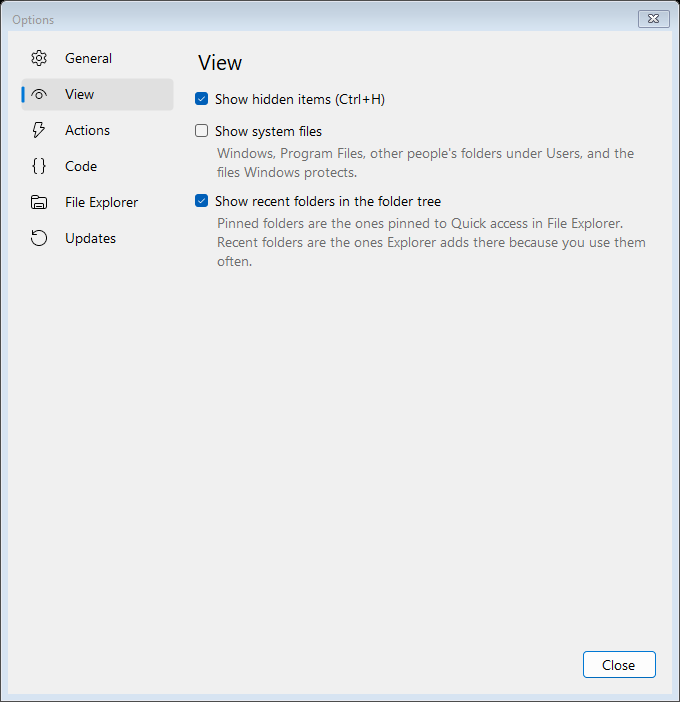 Options
General
View
Actions
Code
File Explorer
Updates
View
Show hidden items (Ctrl+H)
Show system files
Windows, Program Files, other people's folders under Users, and the
files Windows protects.
Show recent folders in the folder tree
Pinned folders are the ones pinned to Quick access in File Explorer.
Recent folders are the ones Explorer adds there because you use them
often.
Close